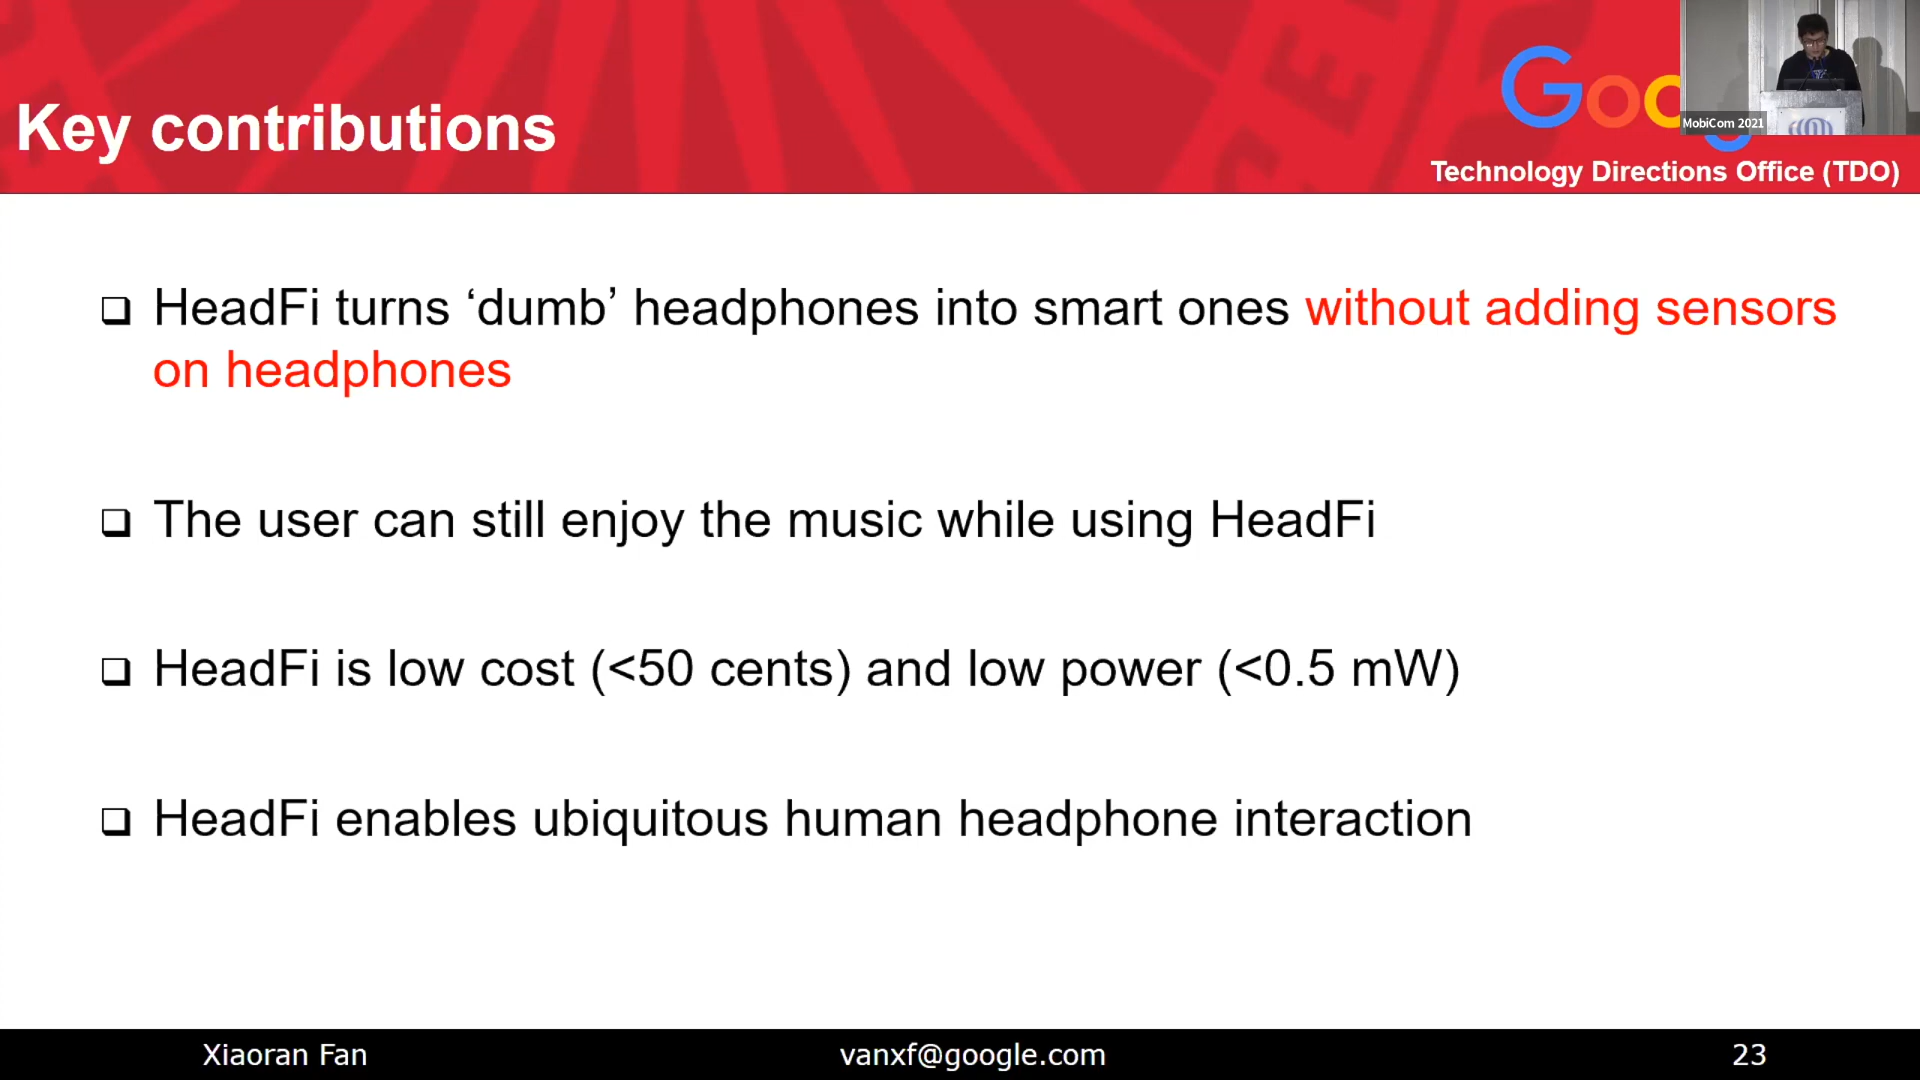 Key contributions
Goog
MobiCom 2021
Technology Directions Office (TDO)
HeadFi turns ‘dumb’ headphones into smart ones without adding sensors
on headphones
The user can still enjoy the music while using HeadFi
HeadFi is low cost (<50 cents) and low power (<0.5 mW)
HeadFi enables ubiquitous human headphone interaction
Xiaoran Fan
vanxf@google.com
23